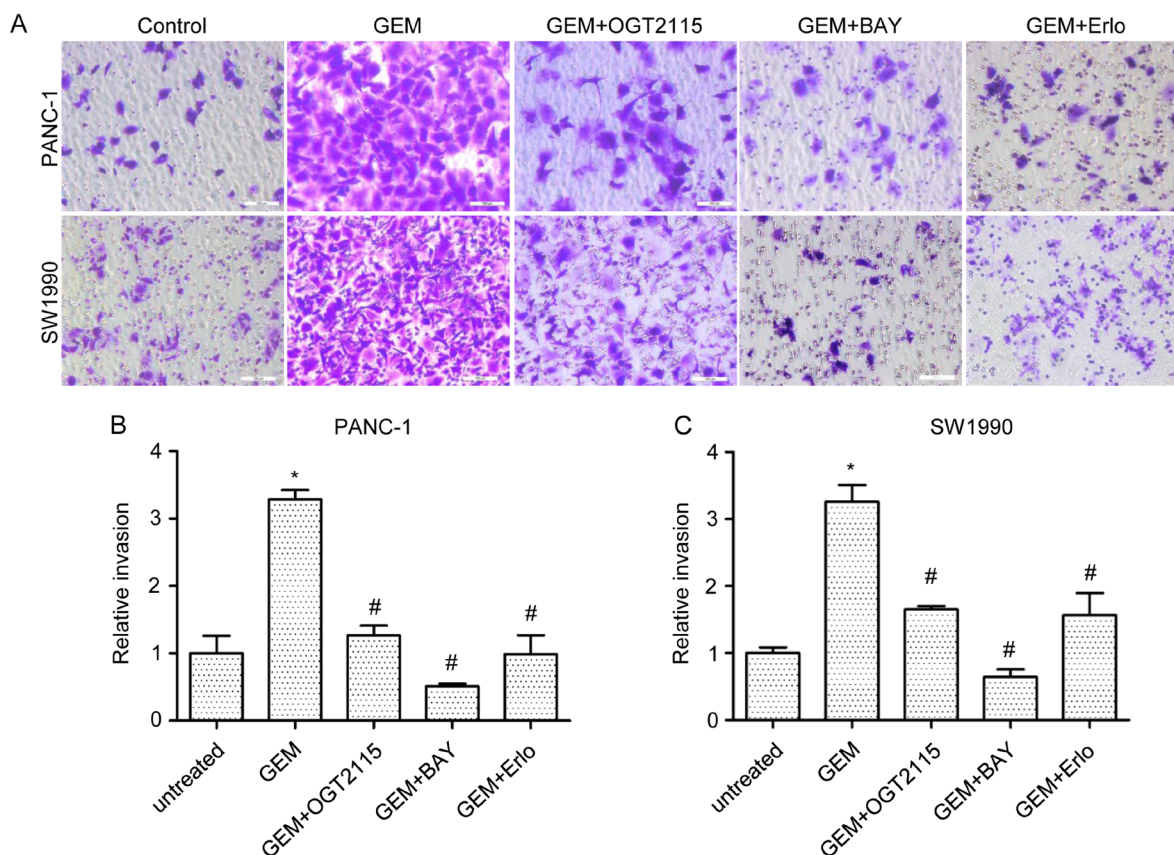 A
Control GEM GEM+OGT2115 GEM+BAY GEM+Erlo
PANC-1
SW1990
B PANC-1
Relative invasion
4
3
2
1
0
*
#
#
#
untreated GEM GEM+OGT2115 GEM+BAY GEM+Erlo
C SW1990
Relative invasion
4
3
2
1
0
*
#
#
#
untreated GEM GEM+OGT2115 GEM+BAY GEM+Erlo